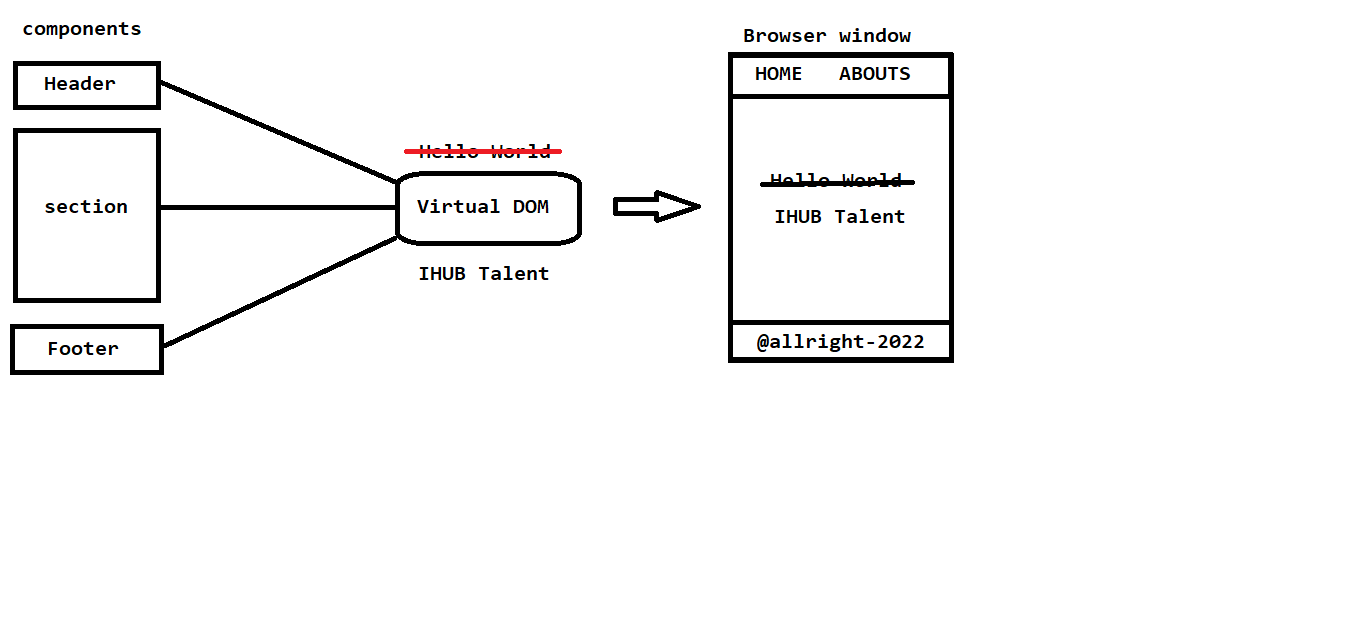 components
Header
section
Footer
Hello World
Virtual DOM
IHUB Talent
Browser window
HOME ABOUTS
Hello World
IHUB Talent
@allright-2022